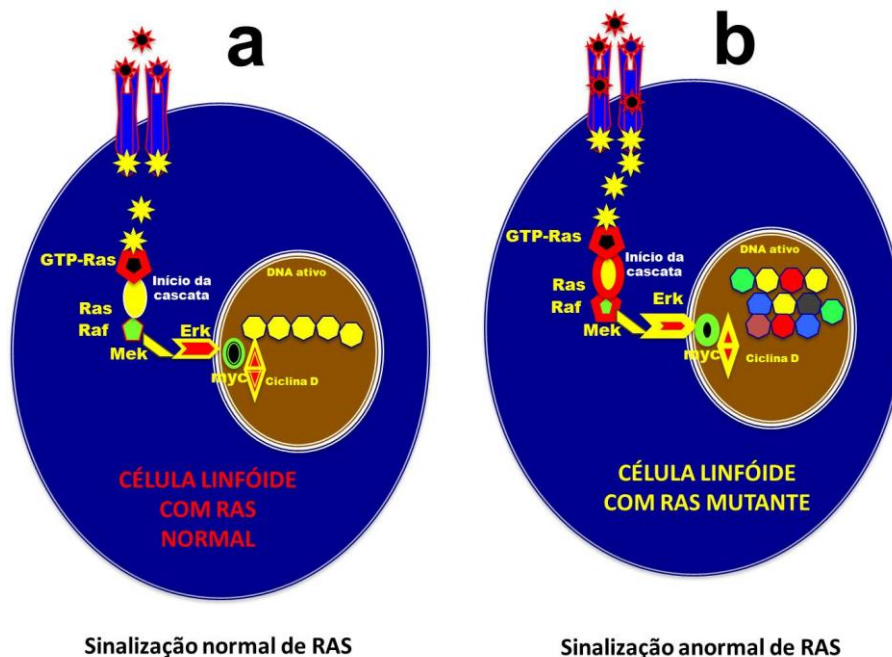 a
GTP-Ras
Início da
cascata
Ras
Raf
Mek
Erk
DNA ativo
myc
Ciclina D
CÉLULA LINFÓIDE
COM RAS
NORMAL
Sinalização normal de RAS
b
GTP-Ras
Início da
cascata
Ras
Raf
Mek
Erk
DNA ativo
myc
Ciclina D
CÉLULA LINFÓIDE
COM RAS MUTANTE
Sinalização anormal de RAS